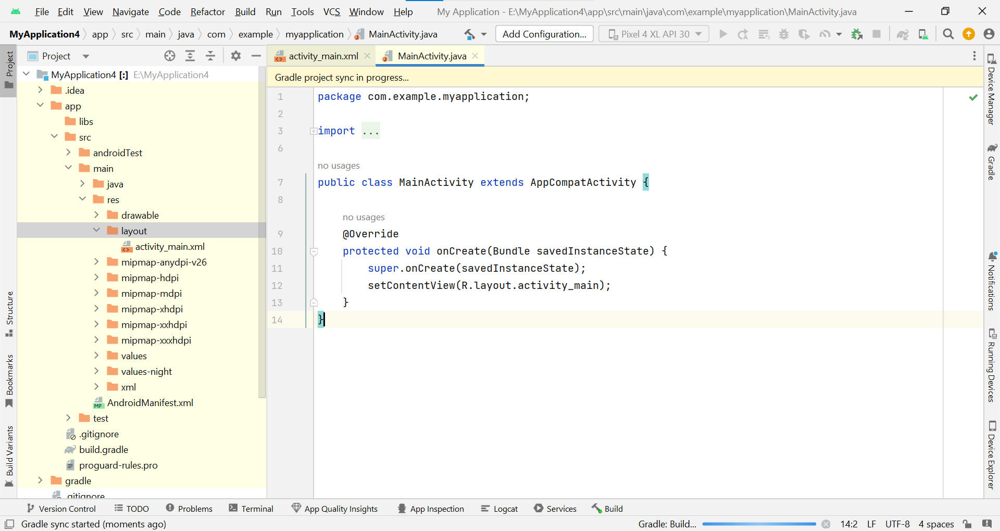 File Edit View Navigate Code Refactor Build Run Tools VCS Window Help My Application - E:\MyApplication4\app\src\main\java\com\example\myapplication\MainActivity.java
MyApplication4 app src main java com example myapplication MainActivity.java Add Configuration... Pixel 4 XL API 30
Project
Project
activity_main.xml MainActivity.java
Gradle project sync in progress...
MyApplication4 [:] E:\MyApplication4
.idea
app
libs
src
androidTest
main
java
res
drawable
layout
activity_main.xml
mipmap-anydpi-v26
mipmap-hdpi
mipmap-mdpi
mipmap-xhdpi
mipmap-xxhdpi
mipmap-xxxhdpi
values
values-night
xml
MF AndroidManifest.xml
test
.gitignore
build.gradle
proguard-rules.pro
gradle
.gitignore
Structure
Bookmarks
Build Variants
1 package com.example.myapplication;
2
3 import ...
6
no usages
7 public class MainActivity extends AppCompatActivity {
8
no usages
9 @Override
10 protected void onCreate(Bundle savedInstanceState) {
11 super.onCreate(savedInstanceState);
12 setContentView(R.layout.activity_main);
13 }
14 }
Device Manager
Gradle
Notifications
Running Devices
Device Explorer
Version Control TODO Problems Terminal App Quality Insights App Inspection Logcat Services Build
Gradle sync started (moments ago) Gradle: Build... 14:2 LF UTF-8 4 spaces